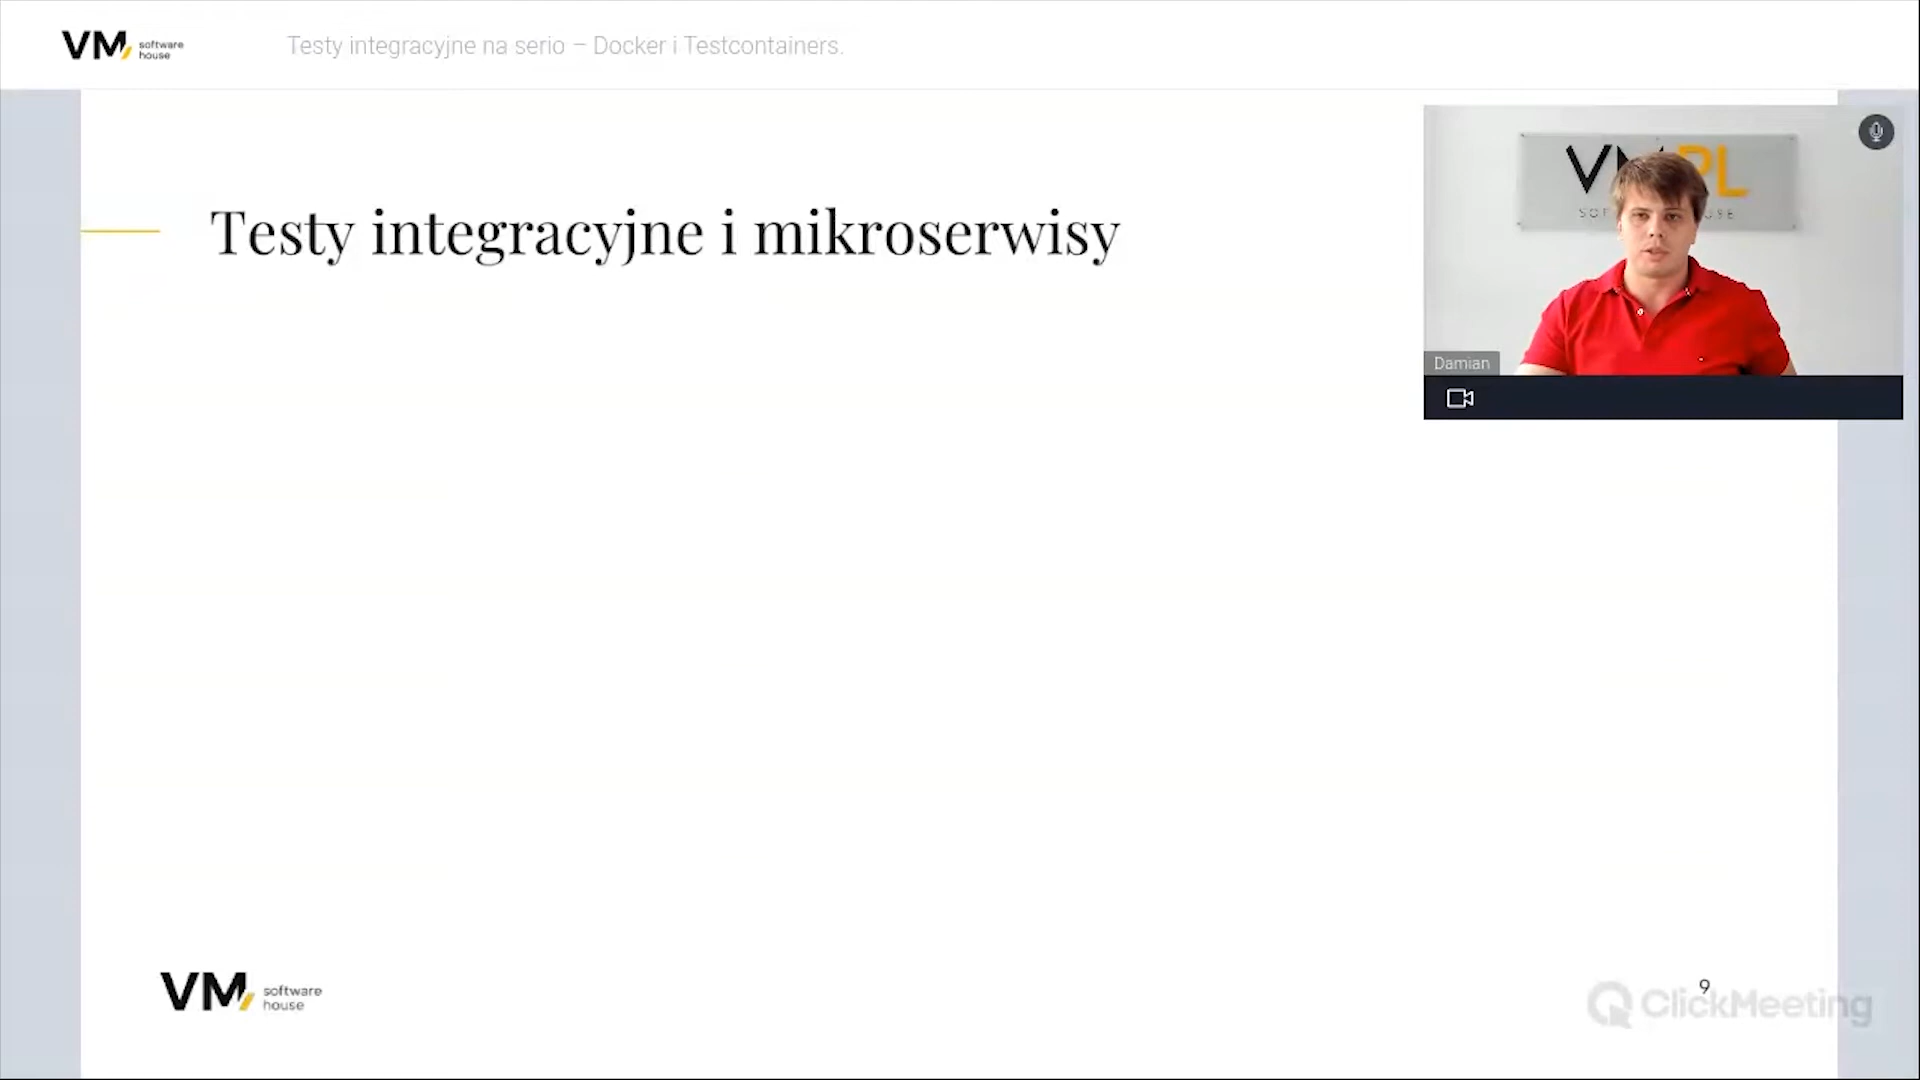 VM software house
Testy integracyjne na serio – Docker i Testcontainers.
Testy integracyjne i mikroserwisy
Damian
VM software house
9
ClickMeeting